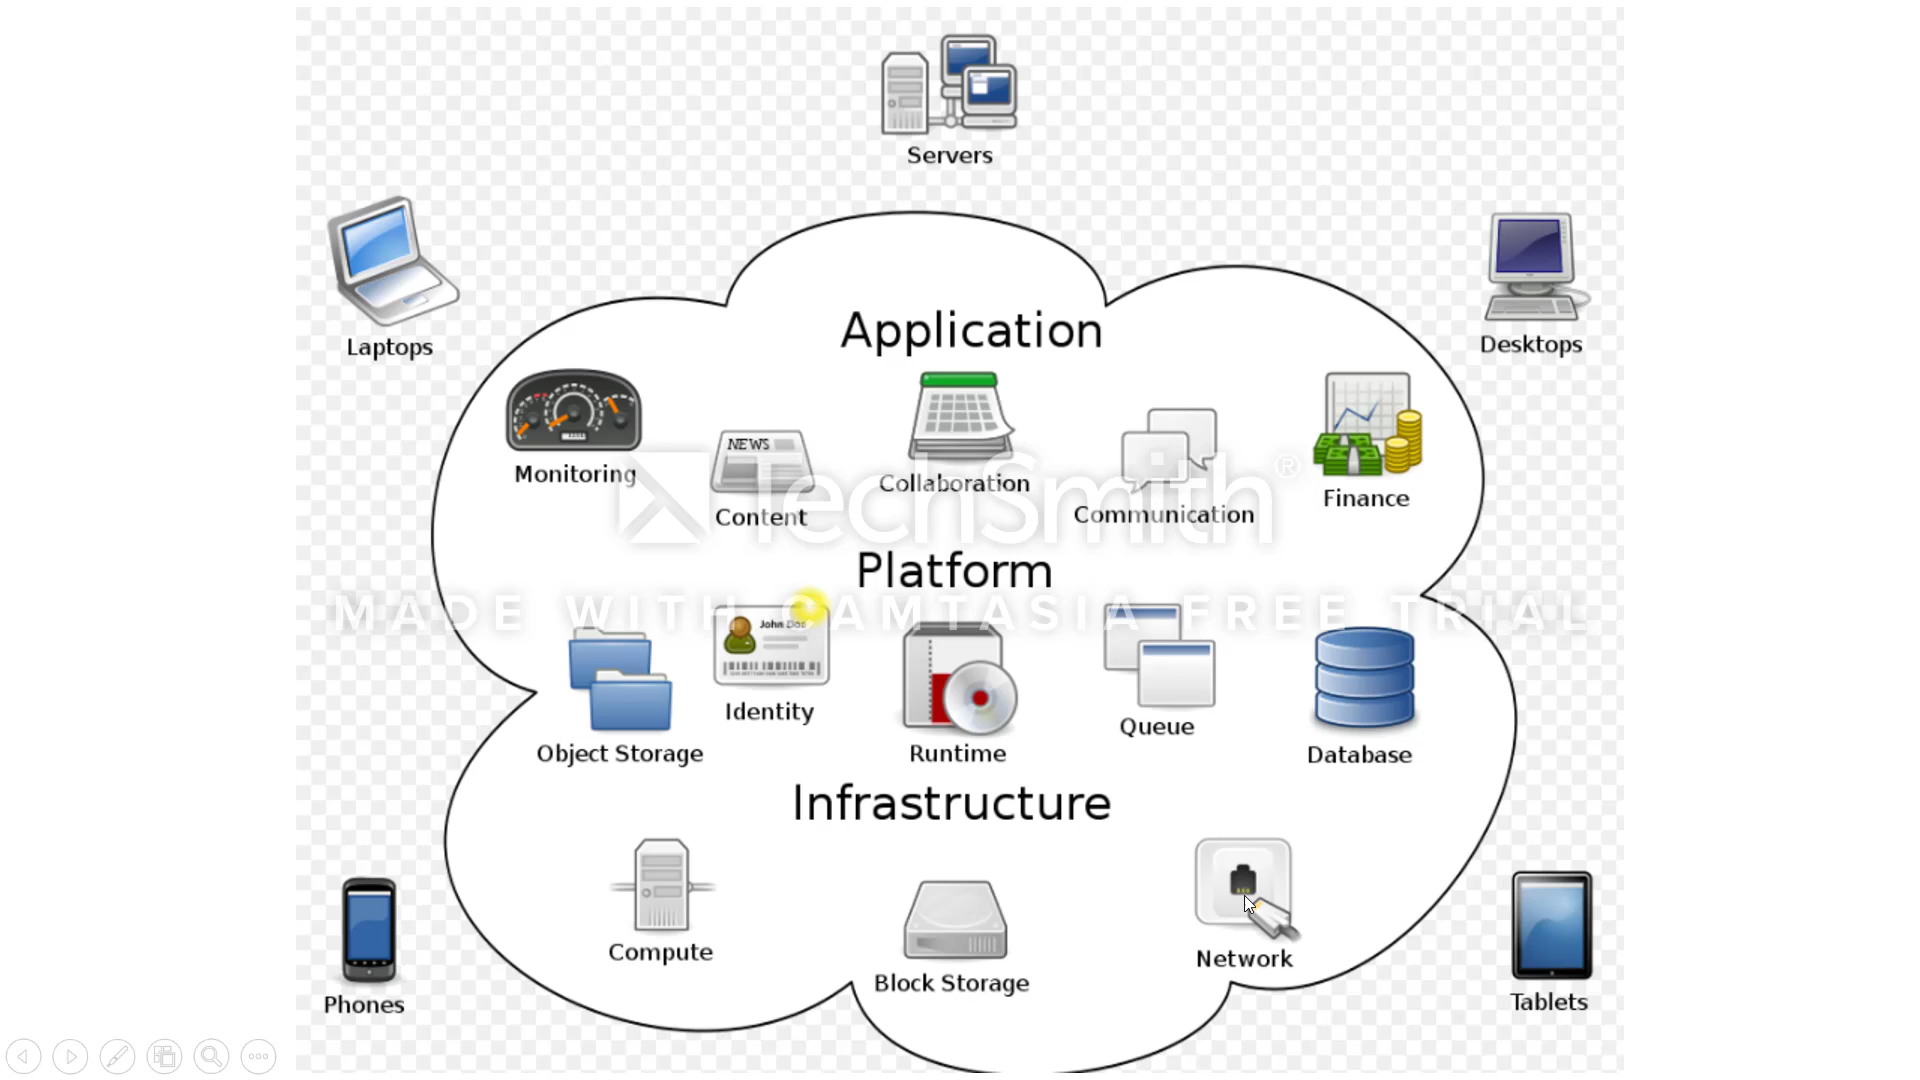 Servers
Laptops
Desktops
Application
Monitoring
NEWS
Content
Collaboration
Communication
Finance
TechSmith®
Platform
MADE WITH CAMTASIA FREE TRIAL
John Doe
Object Storage
Identity
Runtime
Queue
Database
Infrastructure
Compute
Block Storage
Network
Phones
Tablets